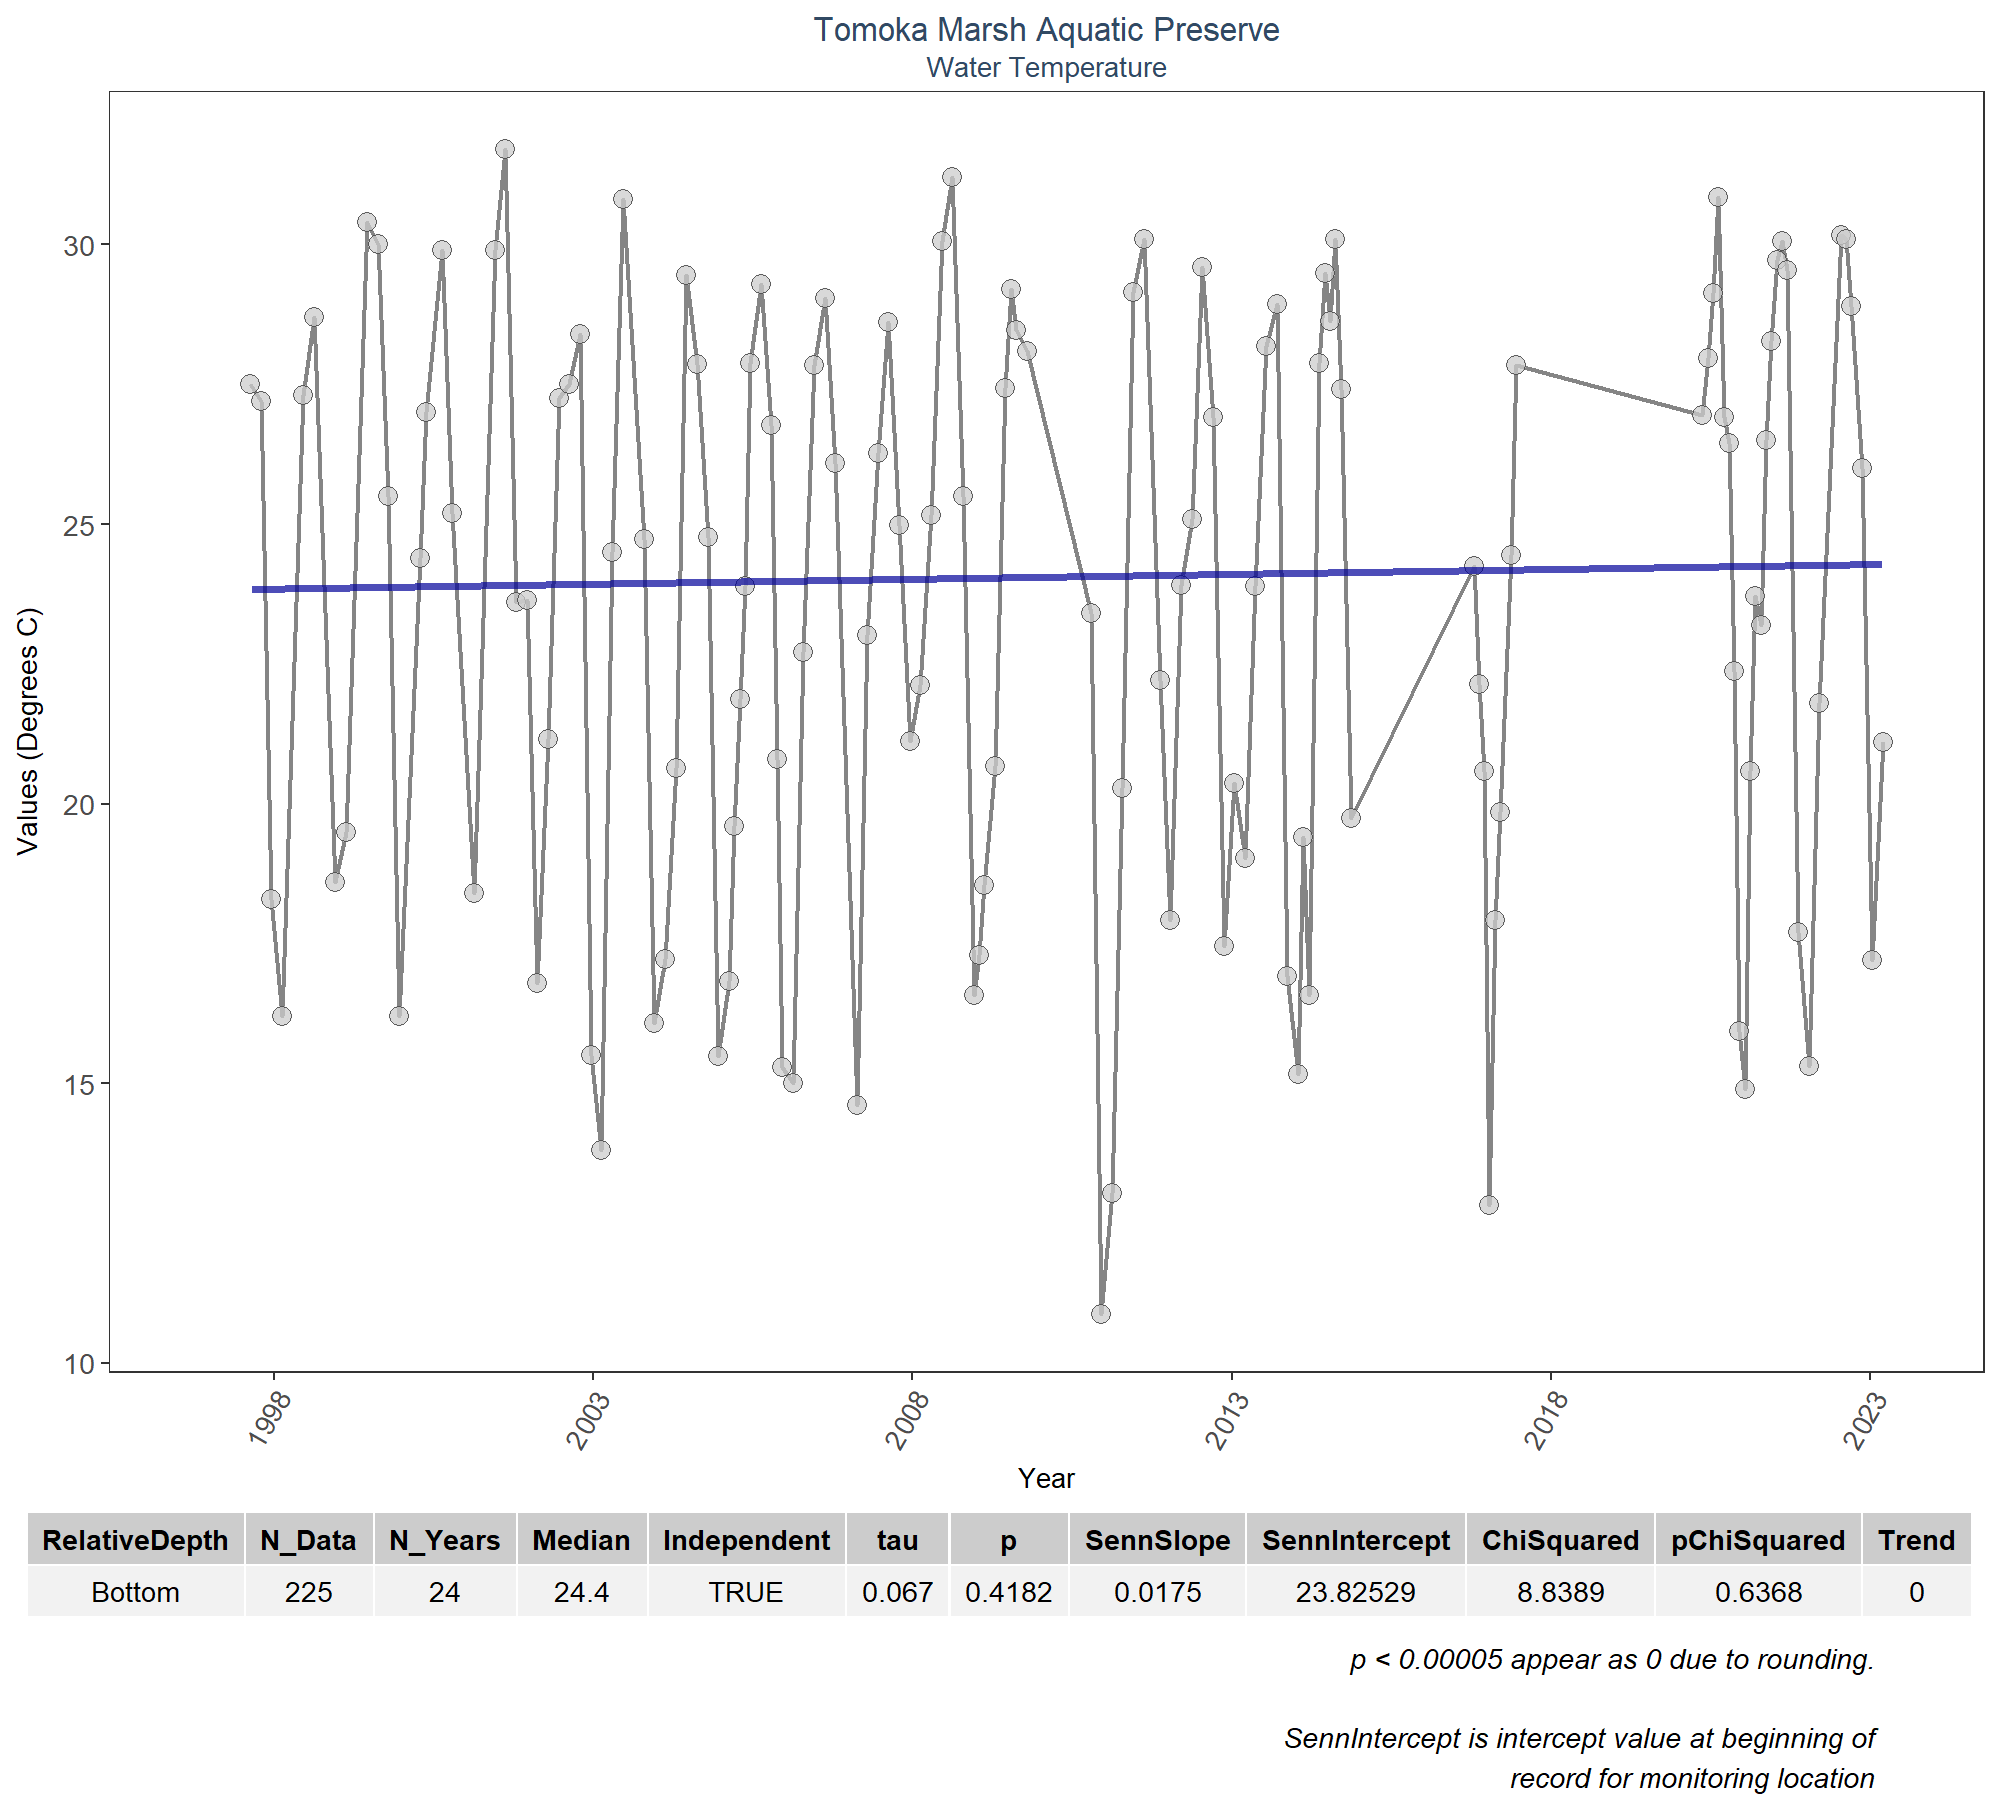 Tomoka Marsh Aquatic Preserve
Water Temperature
Values (Degrees C)
30
25
20
15
10
1998 2003 2008 2013 2018 2023
Year
RelativeDepth N_Data N_Years Median Independent tau p SennSlope SennIntercept ChiSquared pChiSquared Trend
Bottom 225 24 24.4 TRUE 0.067 0.4182 0.0175 23.82529 8.8389 0.6368 0
p < 0.00005 appear as 0 due to rounding.
SennIntercept is intercept value at beginning of
record for monitoring location